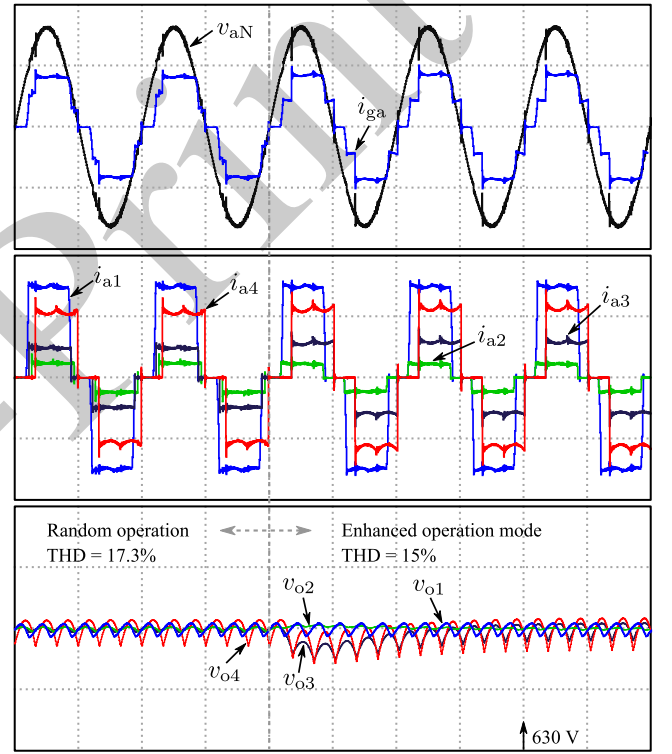 v_aN
i_ga
i_a1
i_a4
i_a3
i_a2
Random operation
THD = 17.3%
Enhanced operation mode
THD = 15%
v_o2
v_o1
v_o4
v_o3
630 V